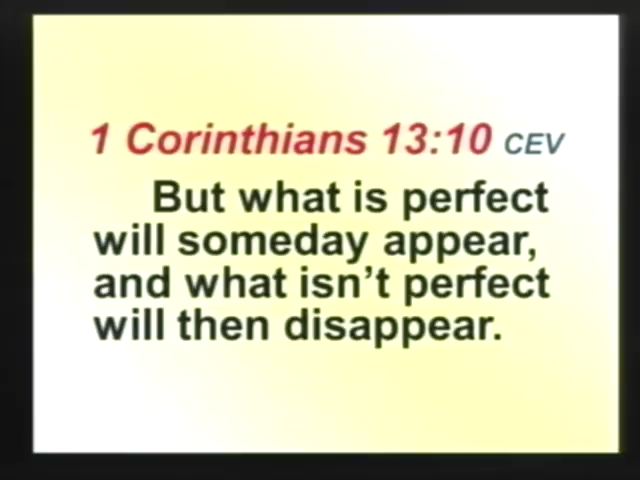 1 Corinthians 13:10 CEV
But what is perfect
will someday appear,
and what isn't perfect
will then disappear.